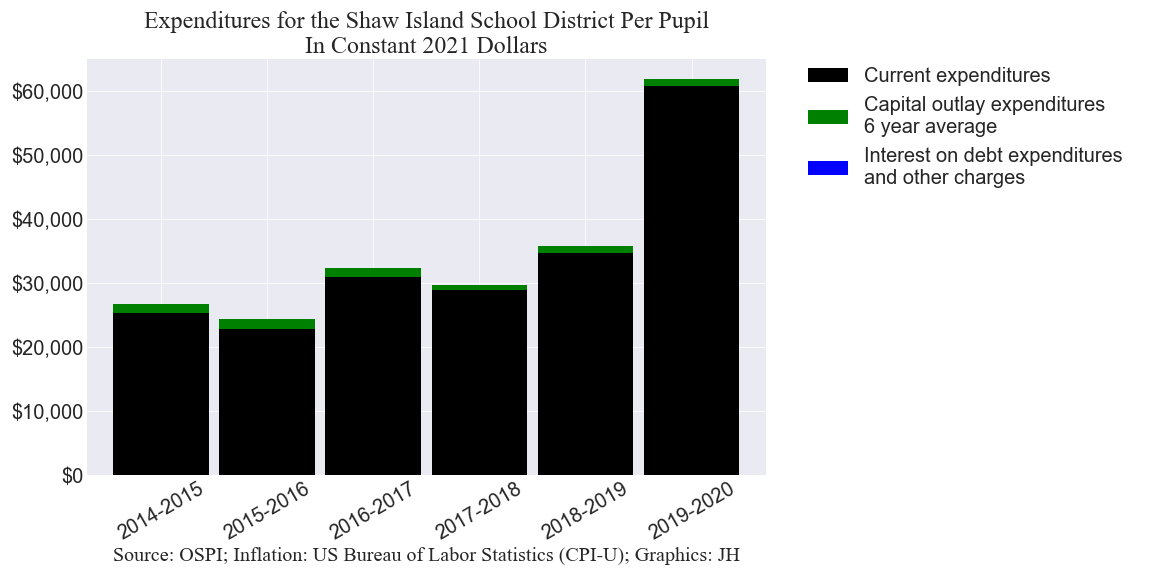 Expenditures for the Shaw Island School District Per Pupil
In Constant 2021 Dollars
$60,000
$50,000
$40,000
$30,000
$20,000
$10,000
$0
2014-2015
2015-2016
2016-2017
2017-2018
2018-2019
2019-2020
Current expenditures
Capital outlay expenditures
6 year average
Interest on debt expenditures
and other charges
Source: OSPI; Inflation: US Bureau of Labor Statistics (CPI-U); Graphics: JH